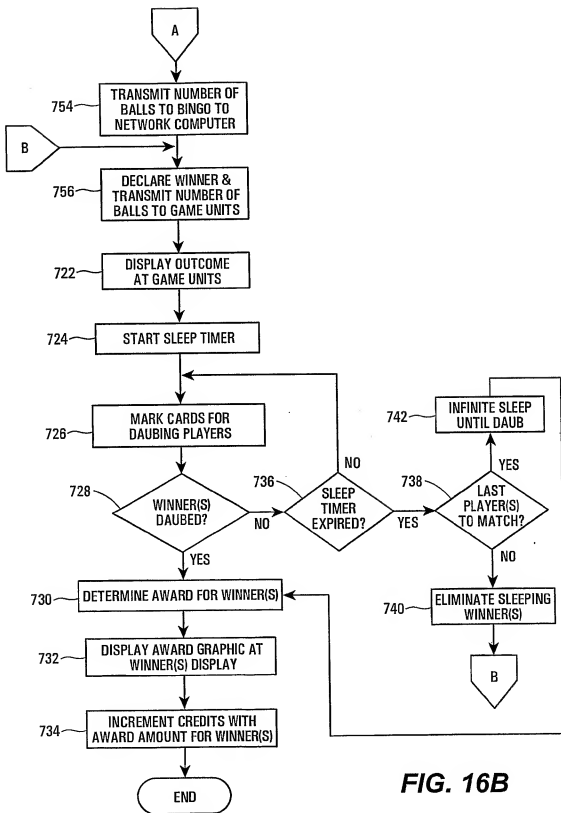 A
754
TRANSMIT NUMBER OF
BALLS TO BINGO TO
NETWORK COMPUTER
B
756
DECLARE WINNER &
TRANSMIT NUMBER OF
BALLS TO GAME UNITS
722
DISPLAY OUTCOME
AT GAME UNITS
724
START SLEEP TIMER
726
MARK CARDS FOR
DAUBING PLAYERS
728
WINNER(S)
DAUBED?
NO
YES
736
SLEEP
TIMER
EXPIRED?
NO
YES
738
LAST
PLAYER(S)
TO MATCH?
YES
NO
742
INFINITE SLEEP
UNTIL DAUB
740
ELIMINATE SLEEPING
WINNER(S)
B
730
DETERMINE AWARD FOR WINNER(S)
732
DISPLAY AWARD GRAPHIC AT
WINNER(S) DISPLAY
734
INCREMENT CREDITS WITH
AWARD AMOUNT FOR WINNER(S)
END
FIG. 16B